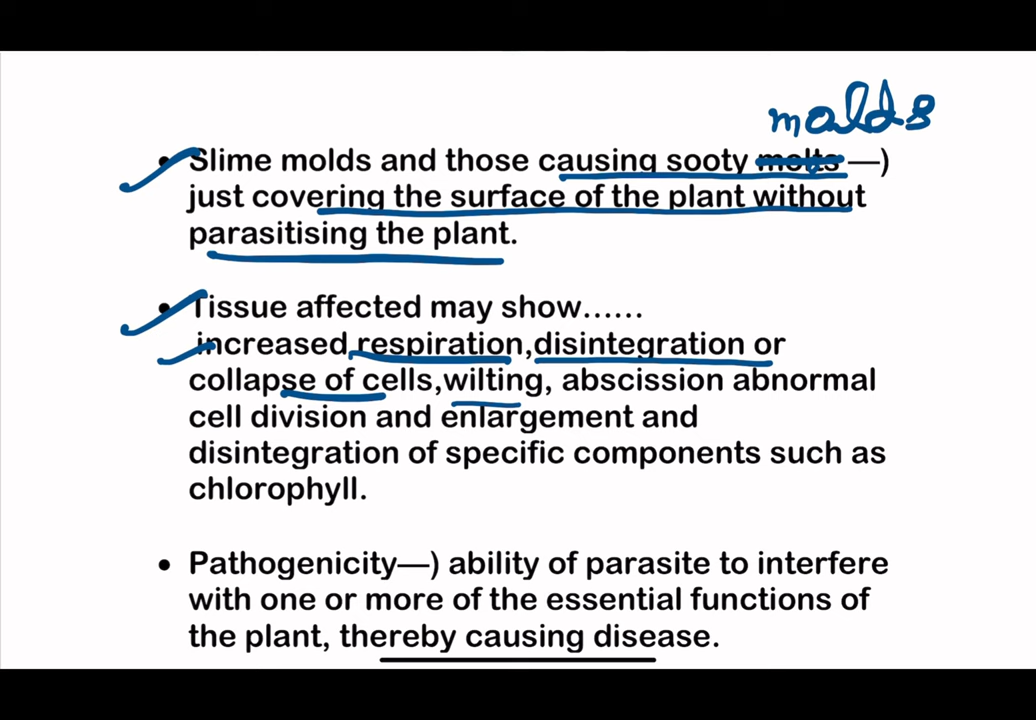 molds
• Slime molds and those causing sooty molts —)
just covering the surface of the plant without
parasitising the plant.
• Tissue affected may show......
increased respiration,disintegration or
collapse of cells,wilting, abscission abnormal
cell division and enlargement and
disintegration of specific components such as
chlorophyll.
• Pathogenicity—) ability of parasite to interfere
with one or more of the essential functions of
the plant, thereby causing disease.